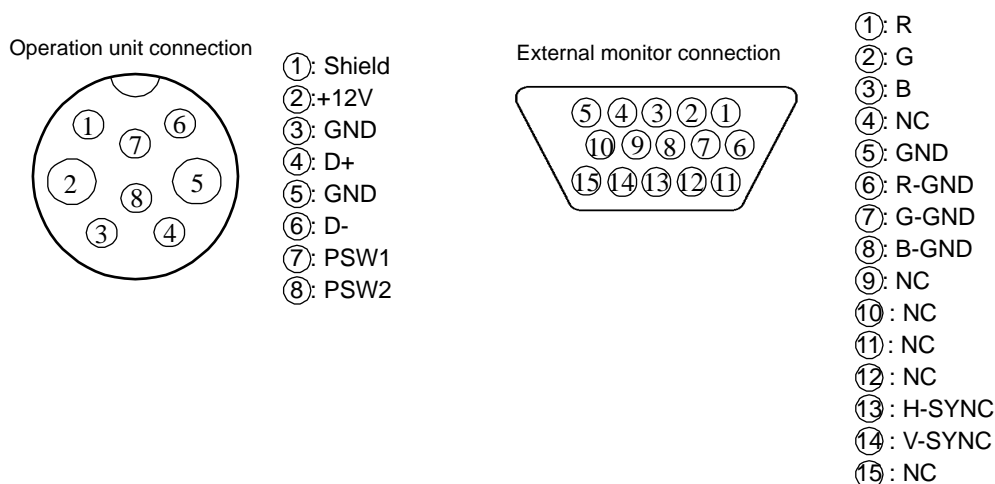 Operation unit connection
1 6
7
2 5
8
3 4
①: Shield
②:+12V
③: GND
④: D+
⑤: GND
⑥: D-
⑦: PSW1
⑧: PSW2
External monitor connection
⑤④③②①
⑩⑨⑧⑦⑥
⑮⑭⑬⑫⑪
①: R
②: G
③: B
④: NC
⑤: GND
⑥: R-GND
⑦: G-GND
⑧: B-GND
⑨: NC
⑩ : NC
⑪ : NC
⑫ : NC
⑬ : H-SYNC
⑭ : V-SYNC
⑮ : NC